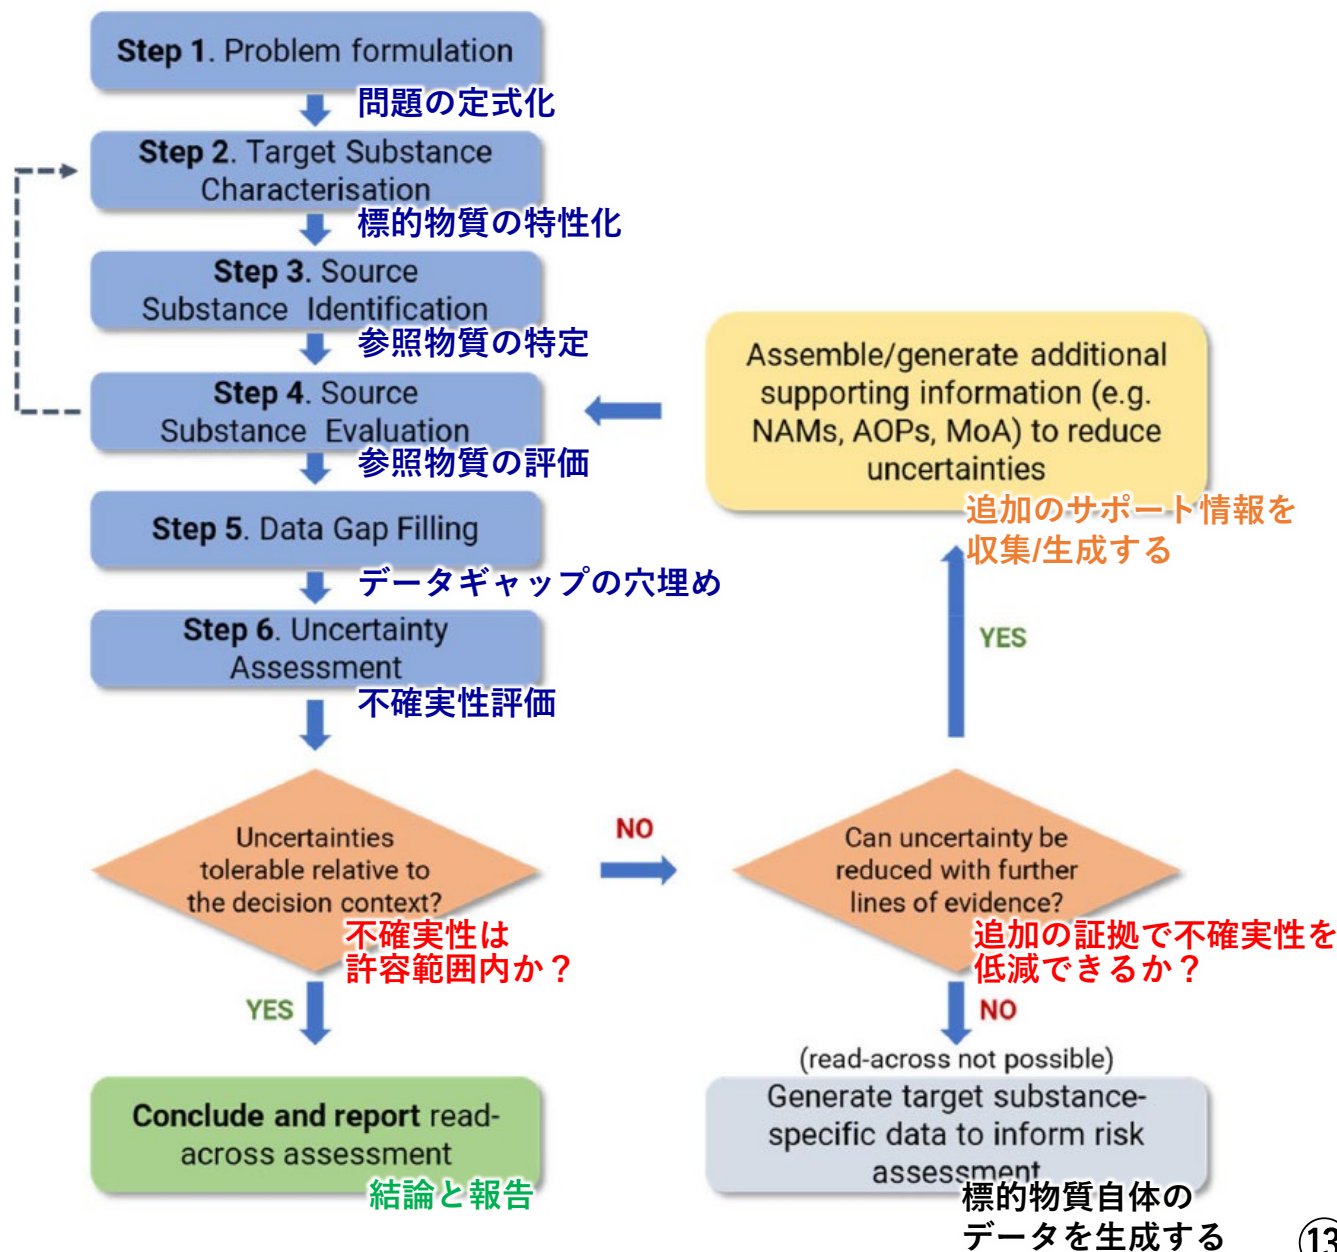 Step 1. Problem formulation
問題の定式化
Step 2. Target Substance
Characterisation
標的物質の特性化
Step 3. Source
Substance Identification
参照物質の特定
Step 4. Source
Substance Evaluation
参照物質の評価
Step 5. Data Gap Filling
データギャップの穴埋め
Step 6. Uncertainty
Assessment
不確実性評価
Uncertainties
tolerable relative to
the decision context?
不確実性は
許容範囲内か？
YES
Conclude and report read-
across assessment
結論と報告
NO
Can uncertainty be
reduced with further
lines of evidence?
追加の証拠で不確実性を
低減できるか？
YES
Assemble/generate additional
supporting information (e.g.
NAMs, AOPs, MoA) to reduce
uncertainties
追加のサポート情報を
収集/生成する
NO
(read-across not possible)
Generate target substance-
specific data to inform risk
assessment
標的物質自体の
データを生成する
⑬